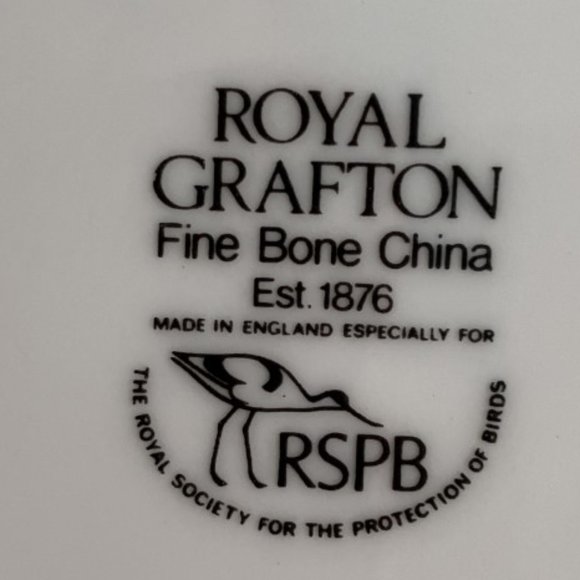 ROYAL
GRAFTON
Fine Bone China
Est. 1876
MADE IN ENGLAND ESPECIALLY FOR
RSPB
THE ROYAL SOCIETY FOR THE PROTECTION OF BIRDS